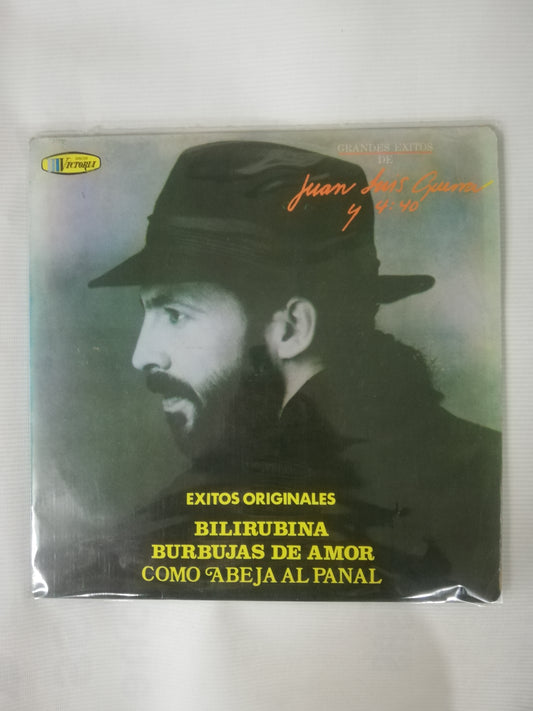 DISCOS
VICTORIA
GRANDES EXITOS
DE
Juan Luis Guerra
y 4:40
EXITOS ORIGINALES
BILIRUBINA
BURBUJAS DE AMOR
COMO ABEJA AL PANAL